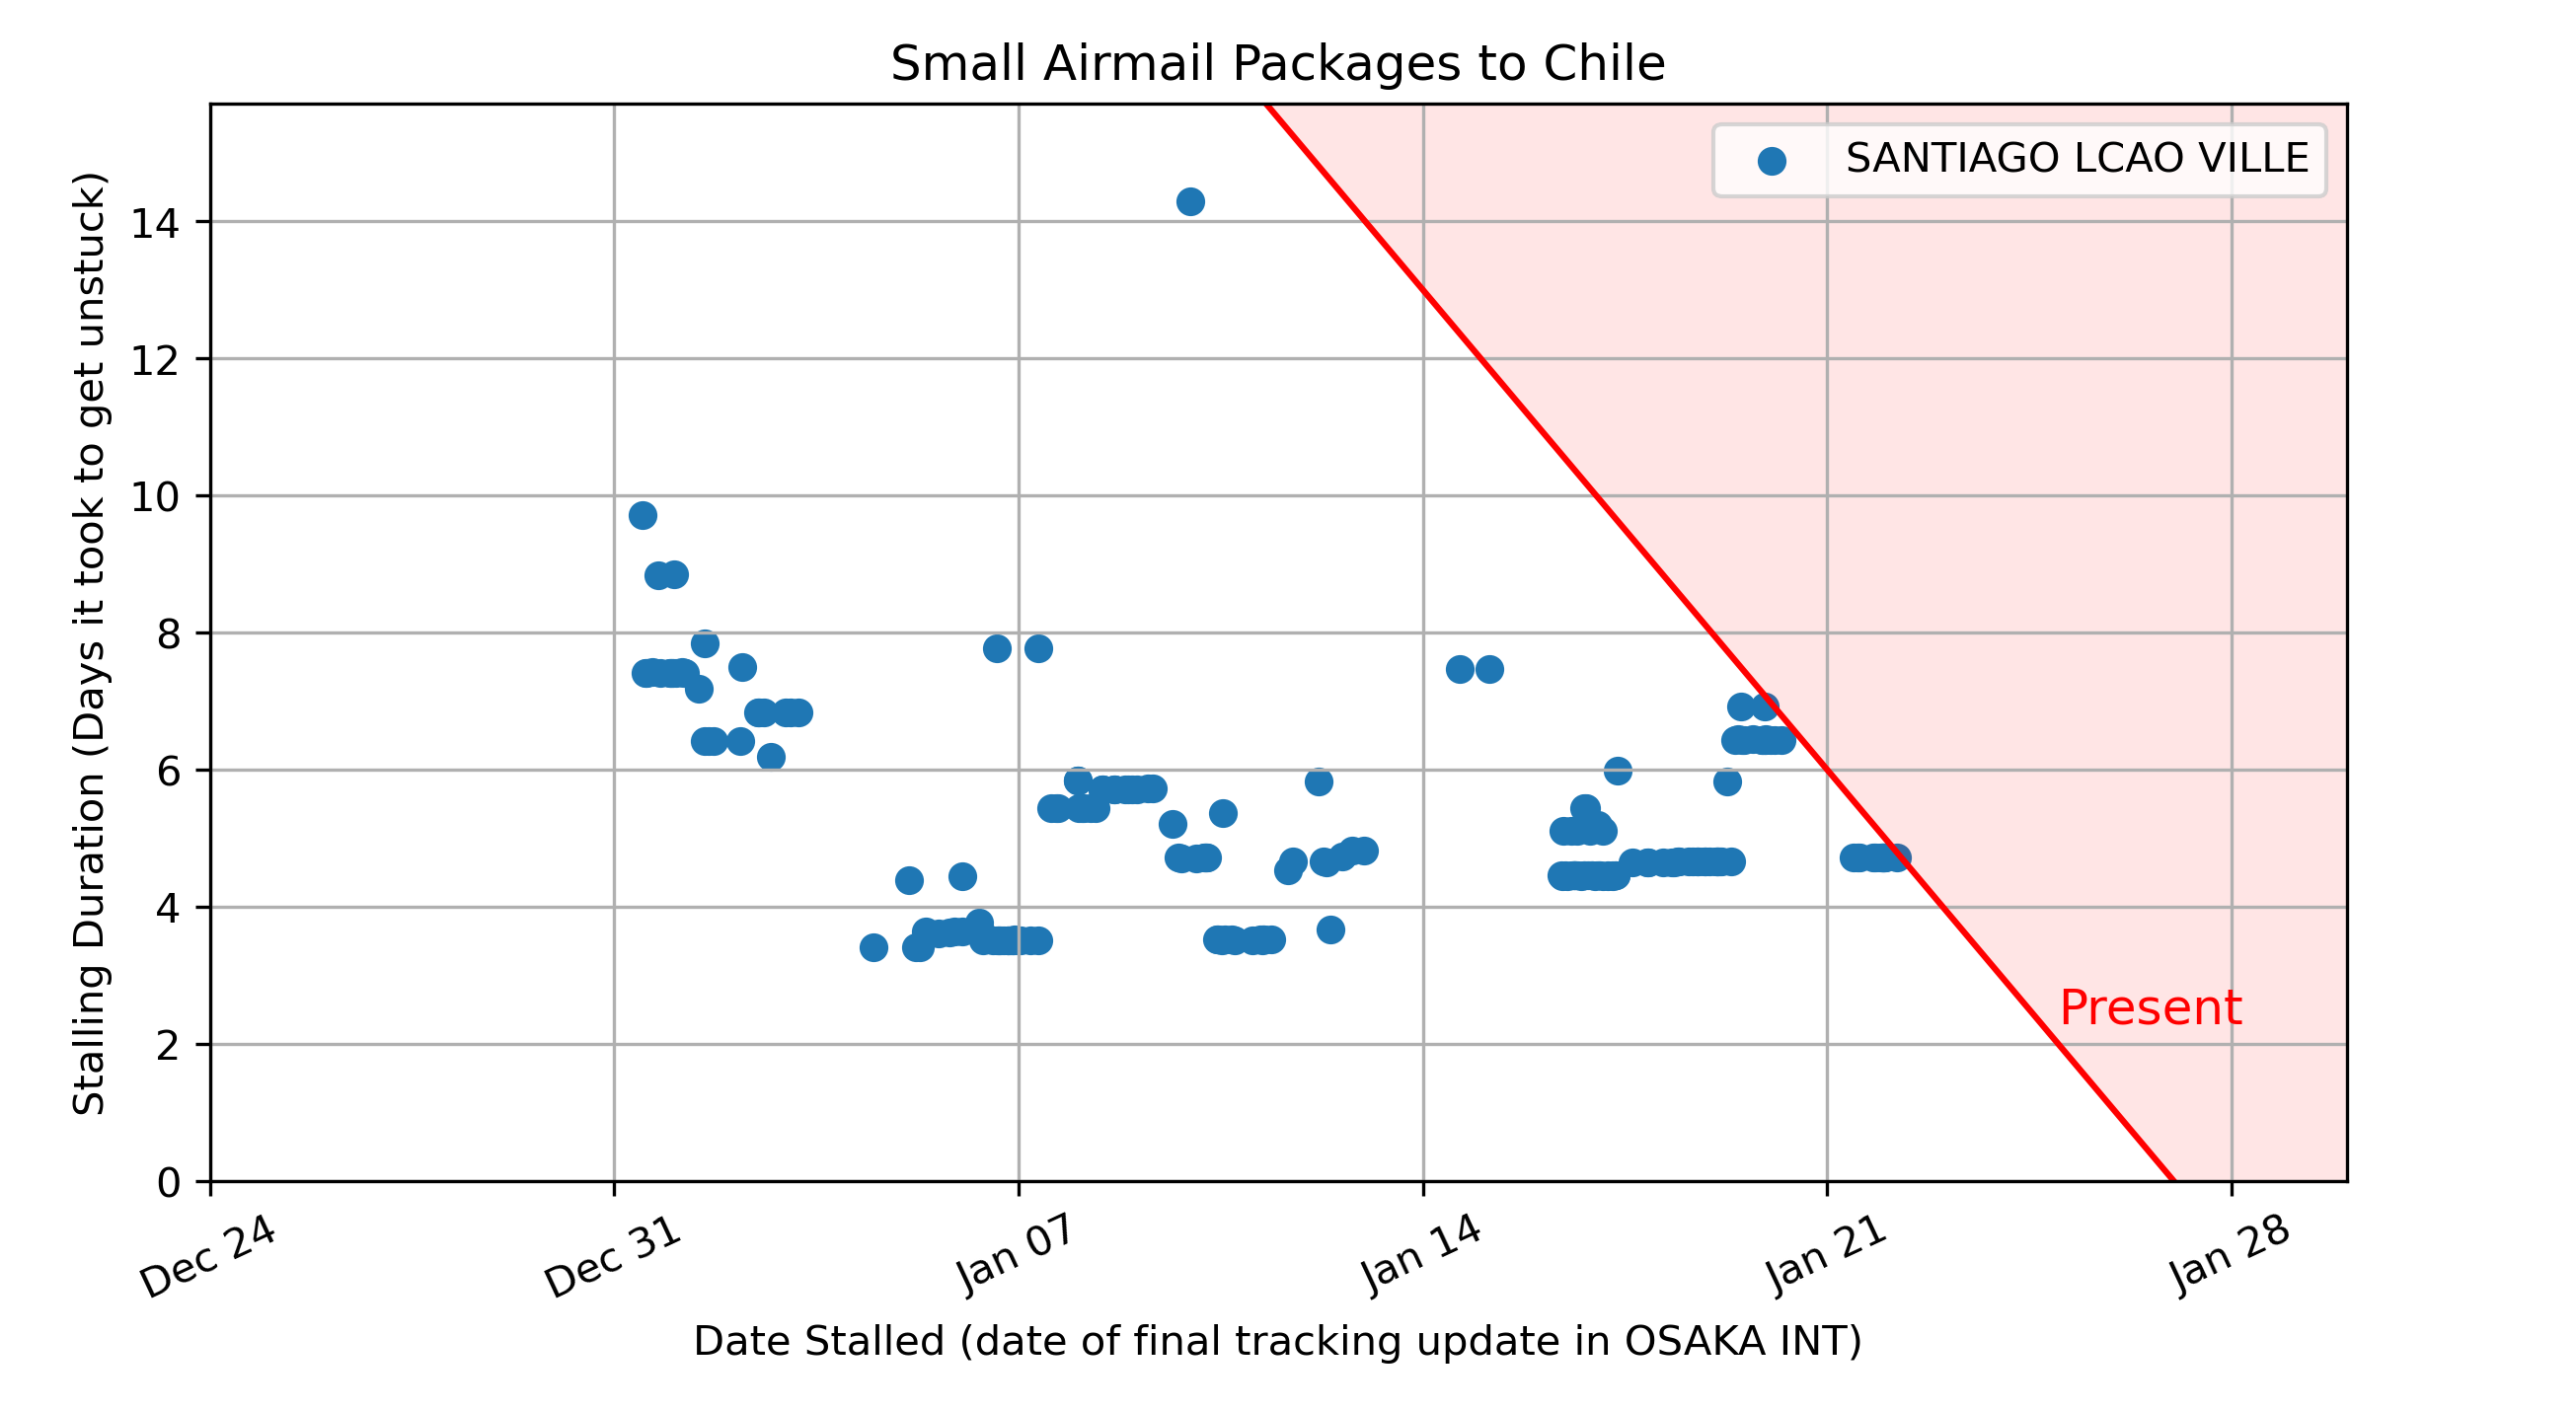 Small Airmail Packages to Chile
SANTIAGO LCAO VILLE
Stalling Duration (Days it took to get unstuck)
14
12
10
8
6
4
2
0
Present
Dec 24
Dec 31
Jan 07
Jan 14
Jan 21
Jan 28
Date Stalled (date of final tracking update in OSAKA INT)